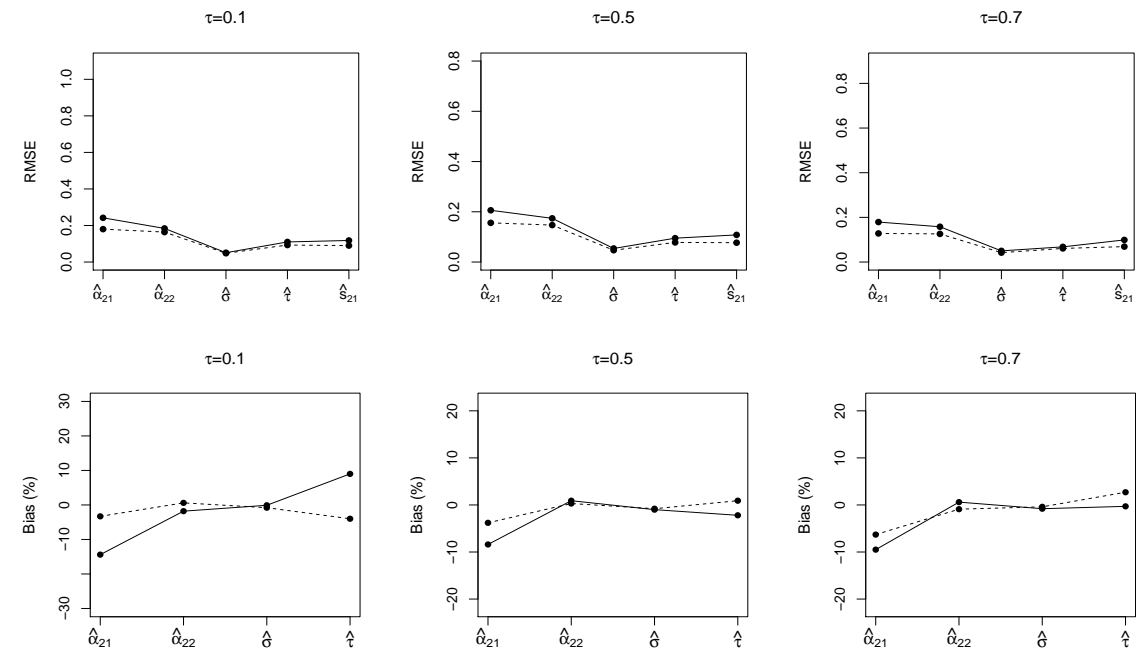 τ=0.1
RMSE
0.0 0.2 0.4 0.6 0.8 1.0
α̂₂₁ α̂₂₂ σ̂ τ̂ ŝ₂₁
τ=0.5
RMSE
0.0 0.2 0.4 0.6 0.8
α̂₂₁ α̂₂₂ σ̂ τ̂ ŝ₂₁
τ=0.7
RMSE
0.0 0.2 0.4 0.6 0.8
α̂₂₁ α̂₂₂ σ̂ τ̂ ŝ₂₁
τ=0.1
Bias (%)
−30 −10 0 10 20 30
α̂₂₁ α̂₂₂ σ̂ τ̂
τ=0.5
Bias (%)
−20 −10 0 10 20
α̂₂₁ α̂₂₂ σ̂ τ̂
τ=0.7
Bias (%)
−20 −10 0 10 20
α̂₂₁ α̂₂₂ σ̂ τ̂